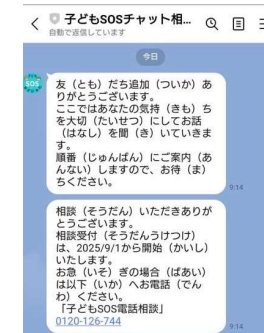 子どもSOSチャット相...
自動で返信しています
今日
SOS
友（とも）だち追加（ついか）あ
りがとうございます。
ここではあなたの気持（きも）ち
を大切（たいせつ）にしてお話
（はなし）を聞（き）いていきま
す。
順番（じゅんばん）にご案内（あ
んない）しますので、お待（ま）
ちください。
9:14
相談（そうだん）いただきありが
とうございます。
相談受付（そうだんうけつけ）
は、2025/9/1から開始（かいし）
いたします。
お急（いそ）ぎの場合（ばあい）
は以下（いか）へお電話（でん
わ）ください。
「子どもSOS電話相談」
0120-126-744
9:14